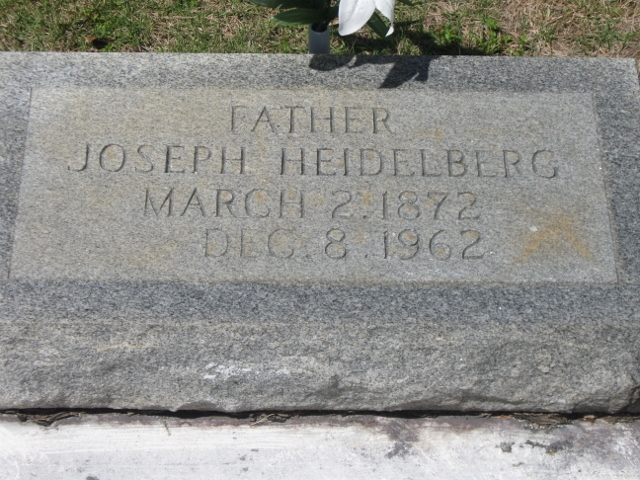 FATHER
JOSEPH HEIDELBERG
MARCH 2. 1872
DEC. 8. 1962